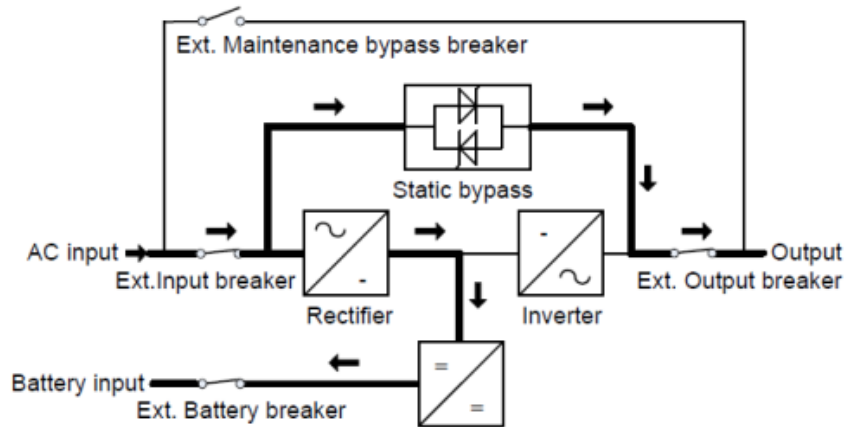 Ext. Maintenance bypass breaker
Static bypass
AC input
Output
Ext.Input breaker
Ext. Output breaker
Rectifier
Inverter
Battery input
Ext. Battery breaker
-
-
=
=